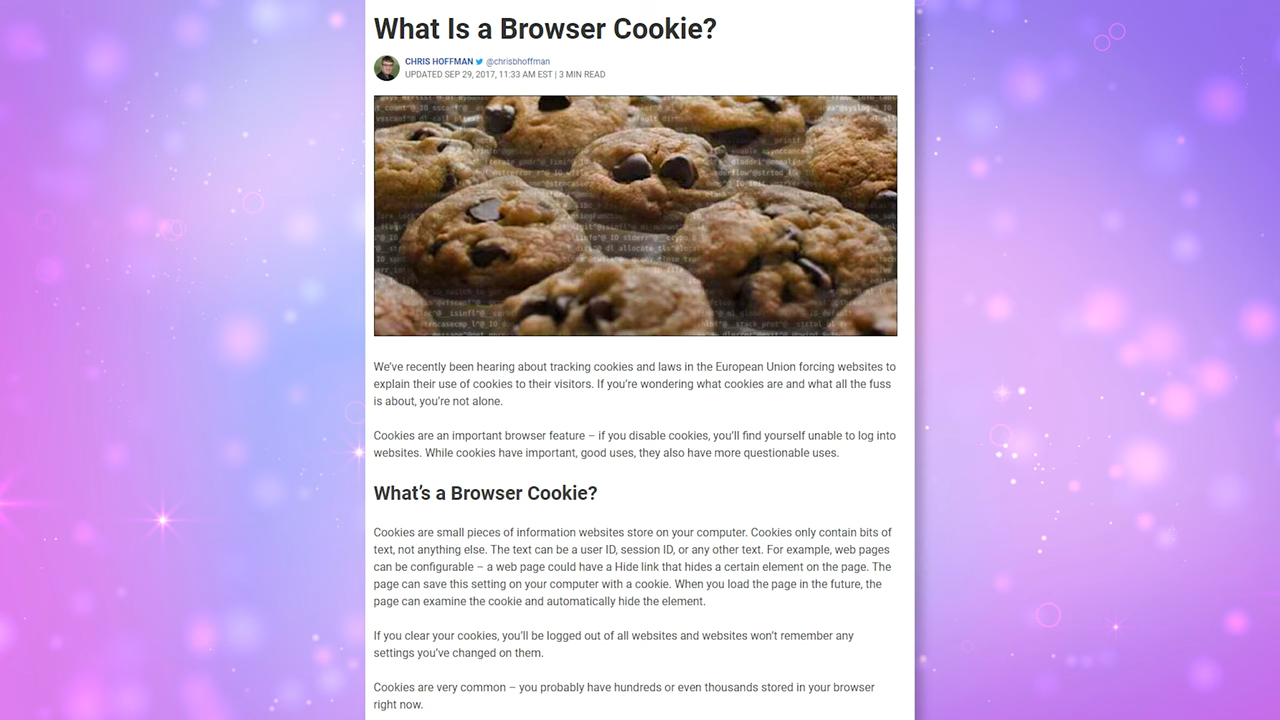 What Is a Browser Cookie?
CHRIS HOFFMAN @chrisbhoffman
UPDATED SEP 29, 2017, 11:33 AM EST | 3 MIN READ
We've recently been hearing about tracking cookies and laws in the European Union forcing websites to
explain their use of cookies to their visitors. If you're wondering what cookies are and what all the fuss
is about, you're not alone.
Cookies are an important browser feature – if you disable cookies, you'll find yourself unable to log into
websites. While cookies have important, good uses, they also have more questionable uses.
What's a Browser Cookie?
Cookies are small pieces of information websites store on your computer. Cookies only contain bits of
text, not anything else. The text can be a user ID, session ID, or any other text. For example, web pages
can be configurable – a web page could have a Hide link that hides a certain element on the page. The
page can save this setting on your computer with a cookie. When you load the page in the future, the
page can examine the cookie and automatically hide the element.
If you clear your cookies, you'll be logged out of all websites and websites won't remember any
settings you've changed on them.
Cookies are very common – you probably have hundreds or even thousands stored in your browser
right now.